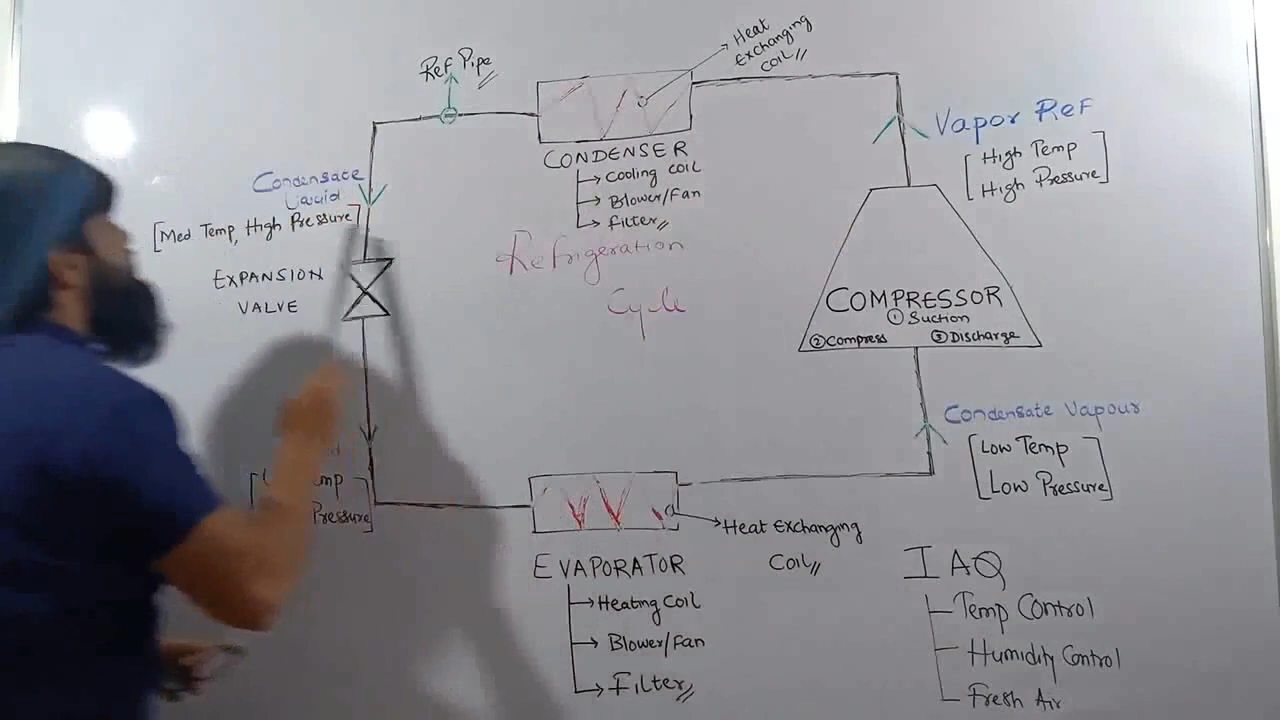 Ref Pipe
Heat
Exchanging
Coil
CONDENSER
Cooling Coil
Blower/Fan
Filter
Vapor Ref
High Temp
High Pressure
Condensate
Liquid
Med Temp, High Pressure
EXPANSION
VALVE
Refrigeration
Cycle
COMPRESSOR
① Suction
② Compress
③ Discharge
Condensate Vapour
Low Temp
Low Pressure
Pressure
Heat Exchanging
Coil
EVAPORATOR
Heating Coil
Blower/Fan
Filter
IAQ
Temp Control
Humidity Control
Fresh Air